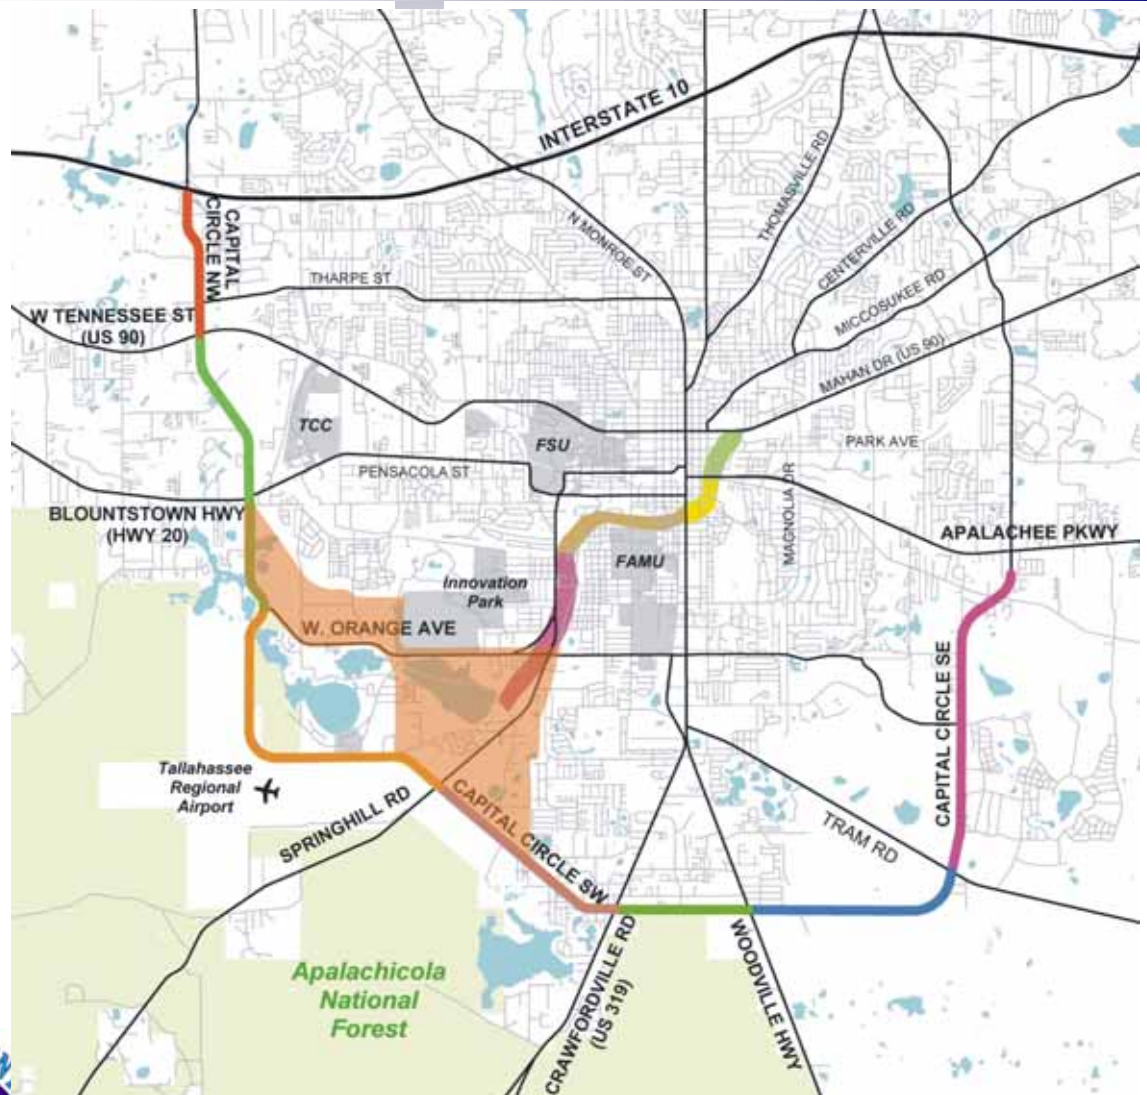 INTERSTATE 10
CAPITAL
CIRCLE NW
THARPE ST
N MONROE ST
THOMASVILLE RD
CENTERVILLE RD
MICCOSUKEE RD
MAHAN DR (US 90)
W TENNESSEE ST
(US 90)
TCC
FSU
PARK AVE
PENSACOLA ST
MAGNOLIA DR
BLOUNTSTOWN HWY
(HWY 20)
APALACHEE PKWY
FAMU
Innovation
Park
W. ORANGE AVE
CAPITAL CIRCLE SE
Tallahassee
Regional
Airport
SPRINGHILL RD
CAPITAL CIRCLE SW
TRAM RD
CRAWFORDVILLE RD
(US 319)
WOODVILLE HWY
Apalachicola
National
Forest